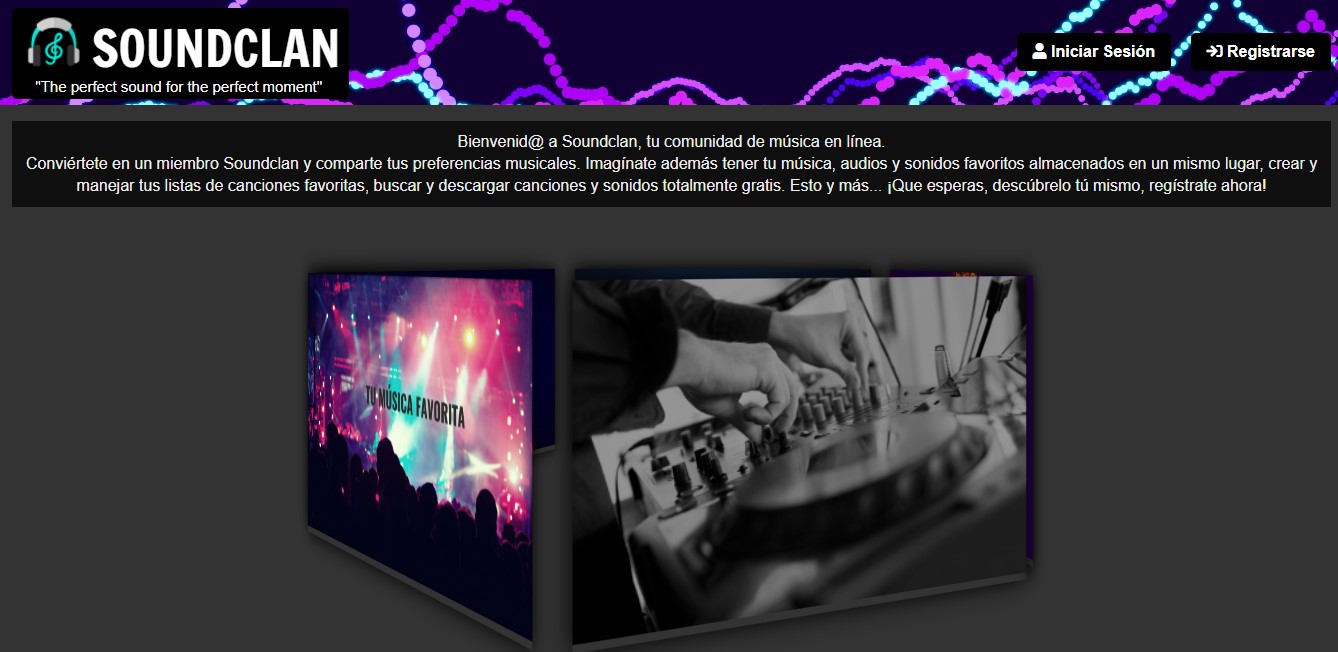 SOUNDCLAN
"The perfect sound for the perfect moment"
Iniciar Sesión
Registrarse
Bienvenid@ a Soundclan, tu comunidad de música en línea.
Conviértete en un miembro Soundclan y comparte tus preferencias musicales. Imagínate además tener tu música, audios y sonidos favoritos almacenados en un mismo lugar, crear y
manejar tus listas de canciones favoritas, buscar y descargar canciones y sonidos totalmente gratis. Esto y más... ¡Que esperas, descúbrelo tú mismo, regístrate ahora!
TU MÚSICA FAVORITA